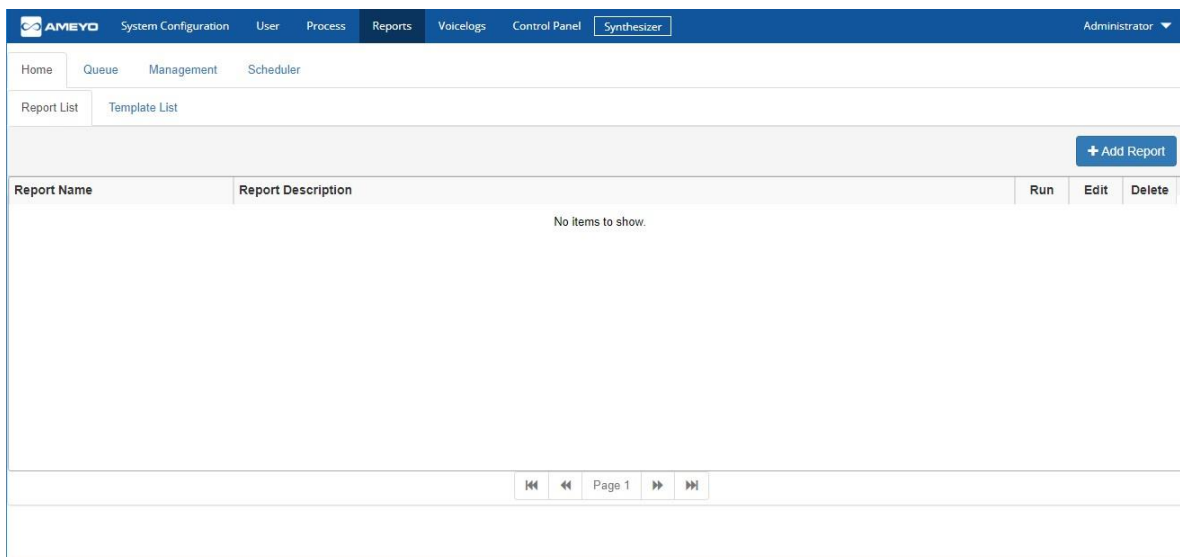 AMEYO System Configuration User Process Reports Voicelogs Control Panel Synthesizer Administrator
Home Queue Management Scheduler
Report List Template List
+ Add Report
Report Name Report Description Run Edit Delete
No items to show.
Page 1